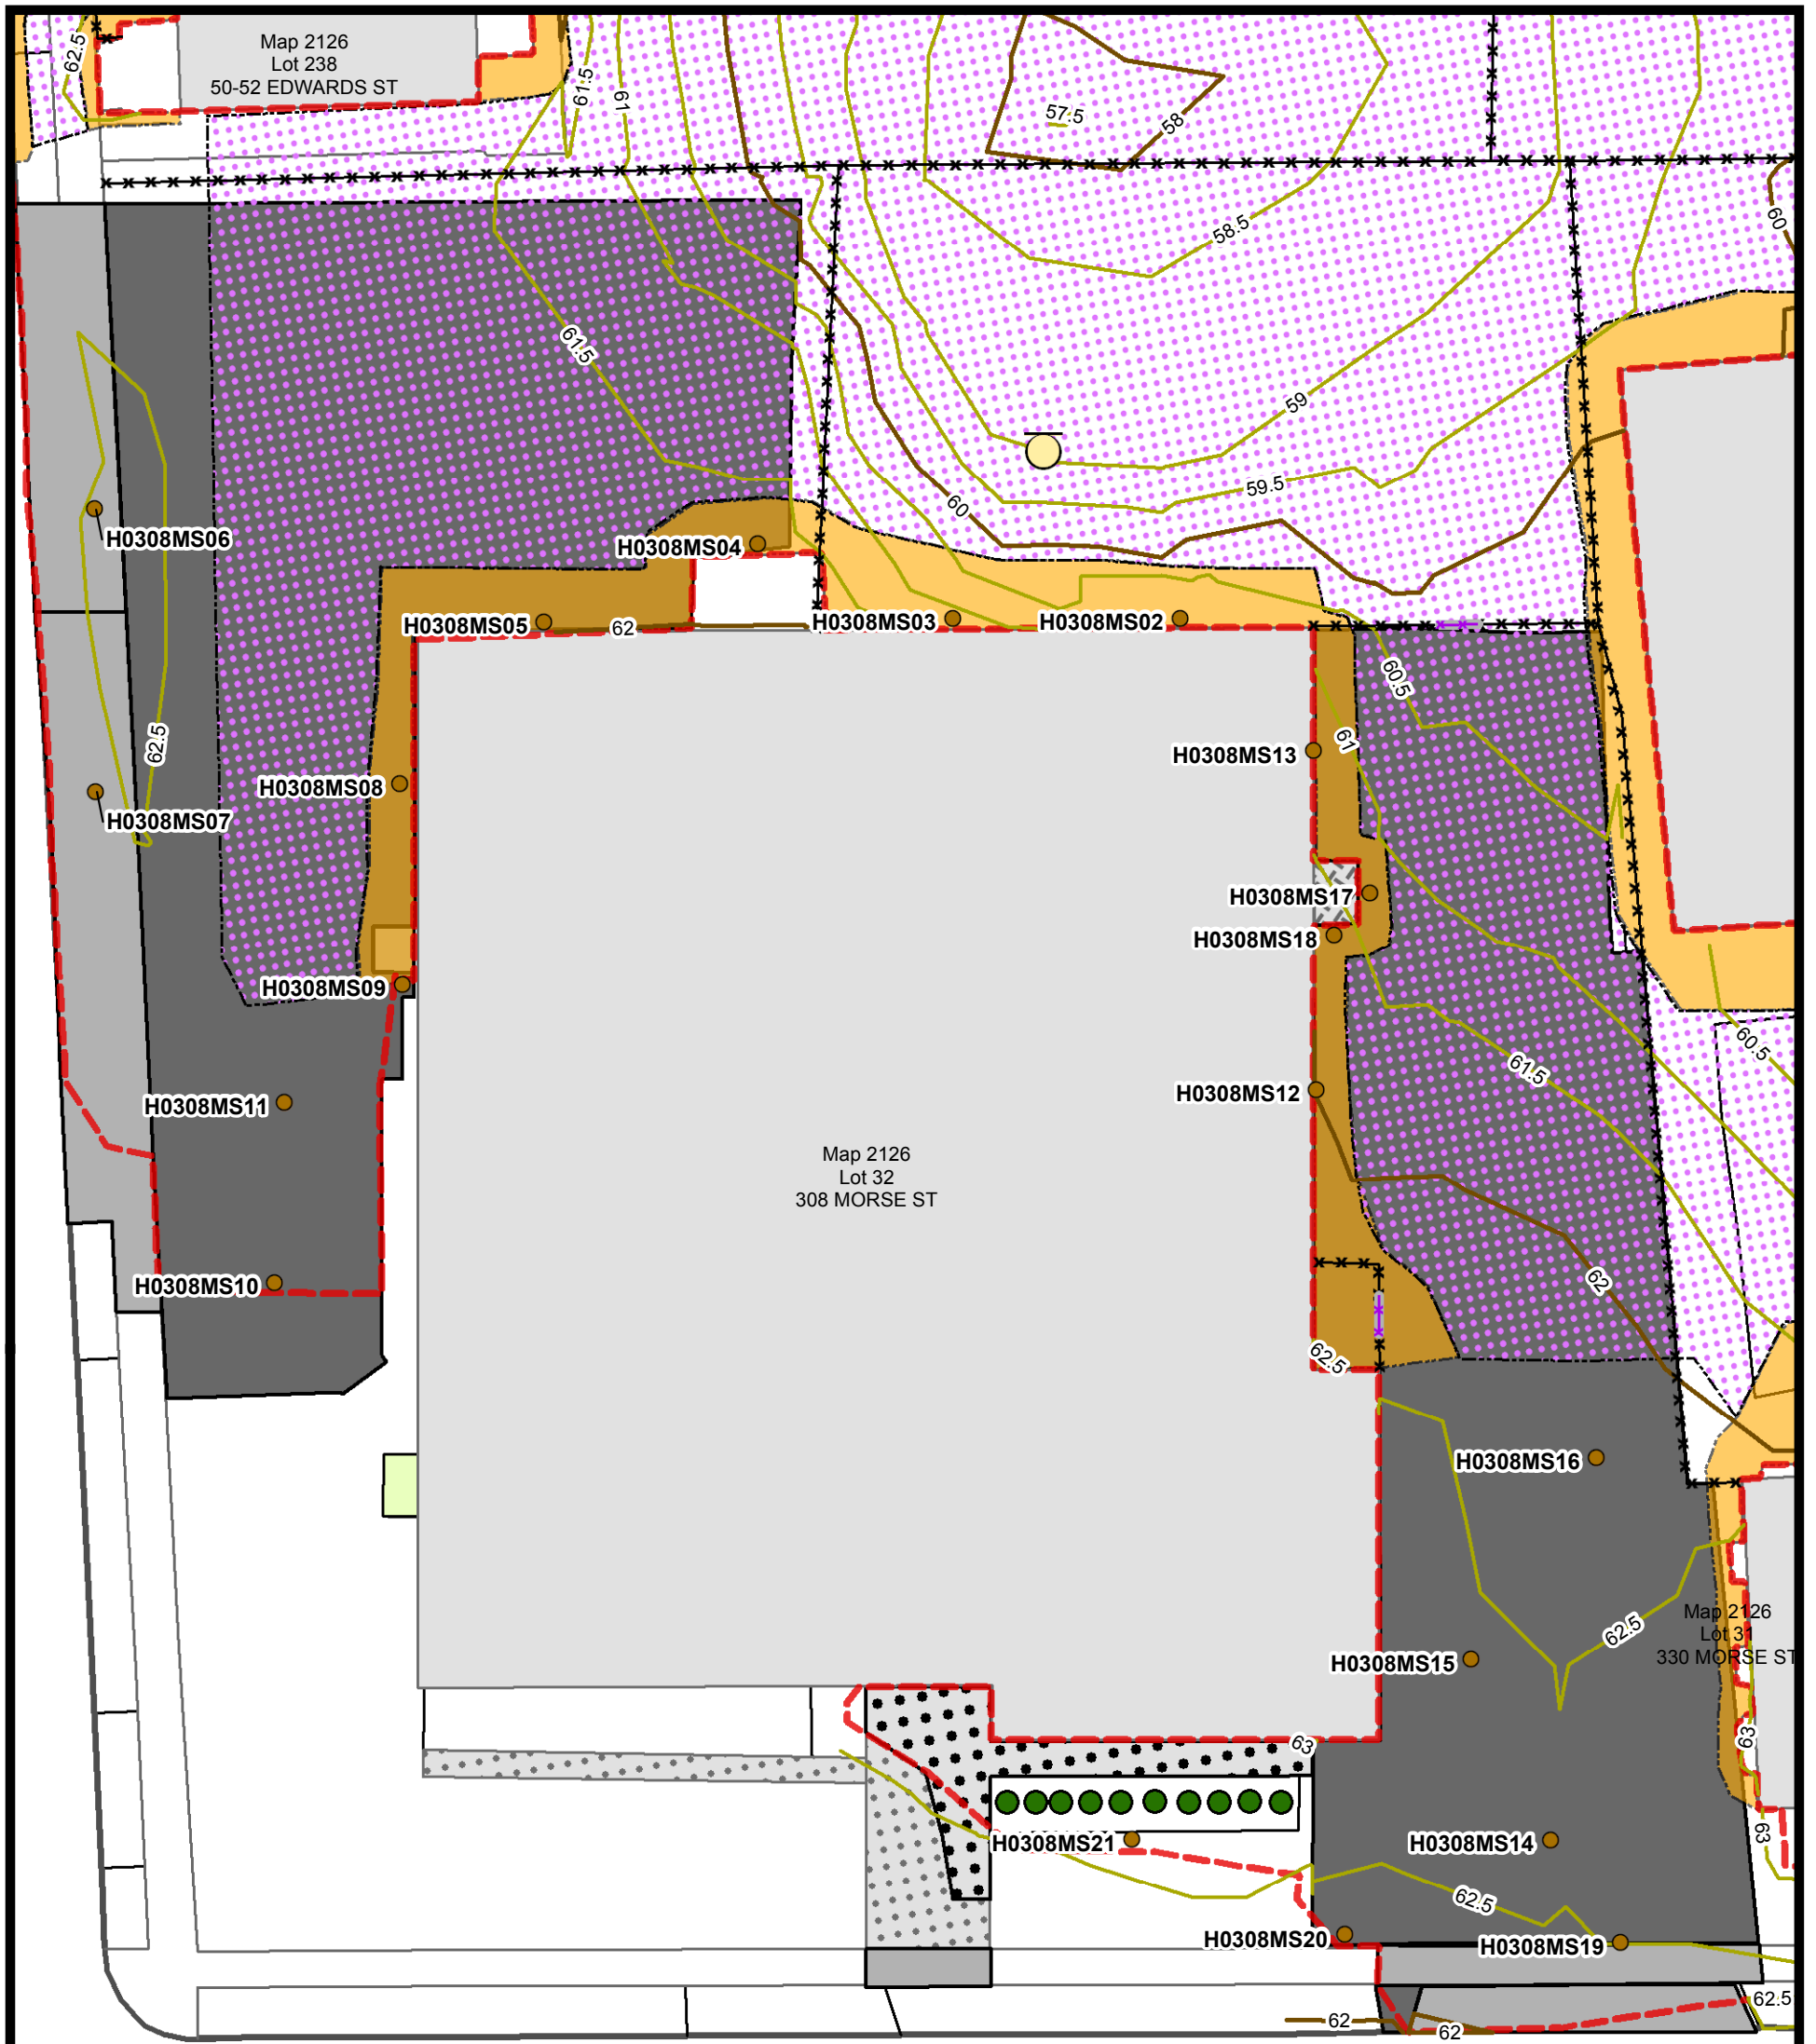 62.5
Map 2126
Lot 238
50-52 EDWARDS ST
61.5
61
57.5
58
60
58.5
61.5
59
59.5
60
H0308MS06
H0308MS04
H0308MS05
62
H0308MS03
H0308MS02
60.5
62.5
61
H0308MS13
H0308MS08
H0308MS07
H0308MS17
H0308MS18
H0308MS09
60.5
61.5
H0308MS11
H0308MS12
Map 2126
Lot 32
308 MORSE ST
H0308MS10
62
62.5
H0308MS16
Map 2126
Lot 31
330 MORSE ST
62.5
H0308MS15
63
63
H0308MS21
H0308MS14
63
62.5
H0308MS20
H0308MS19
62.5
62
62